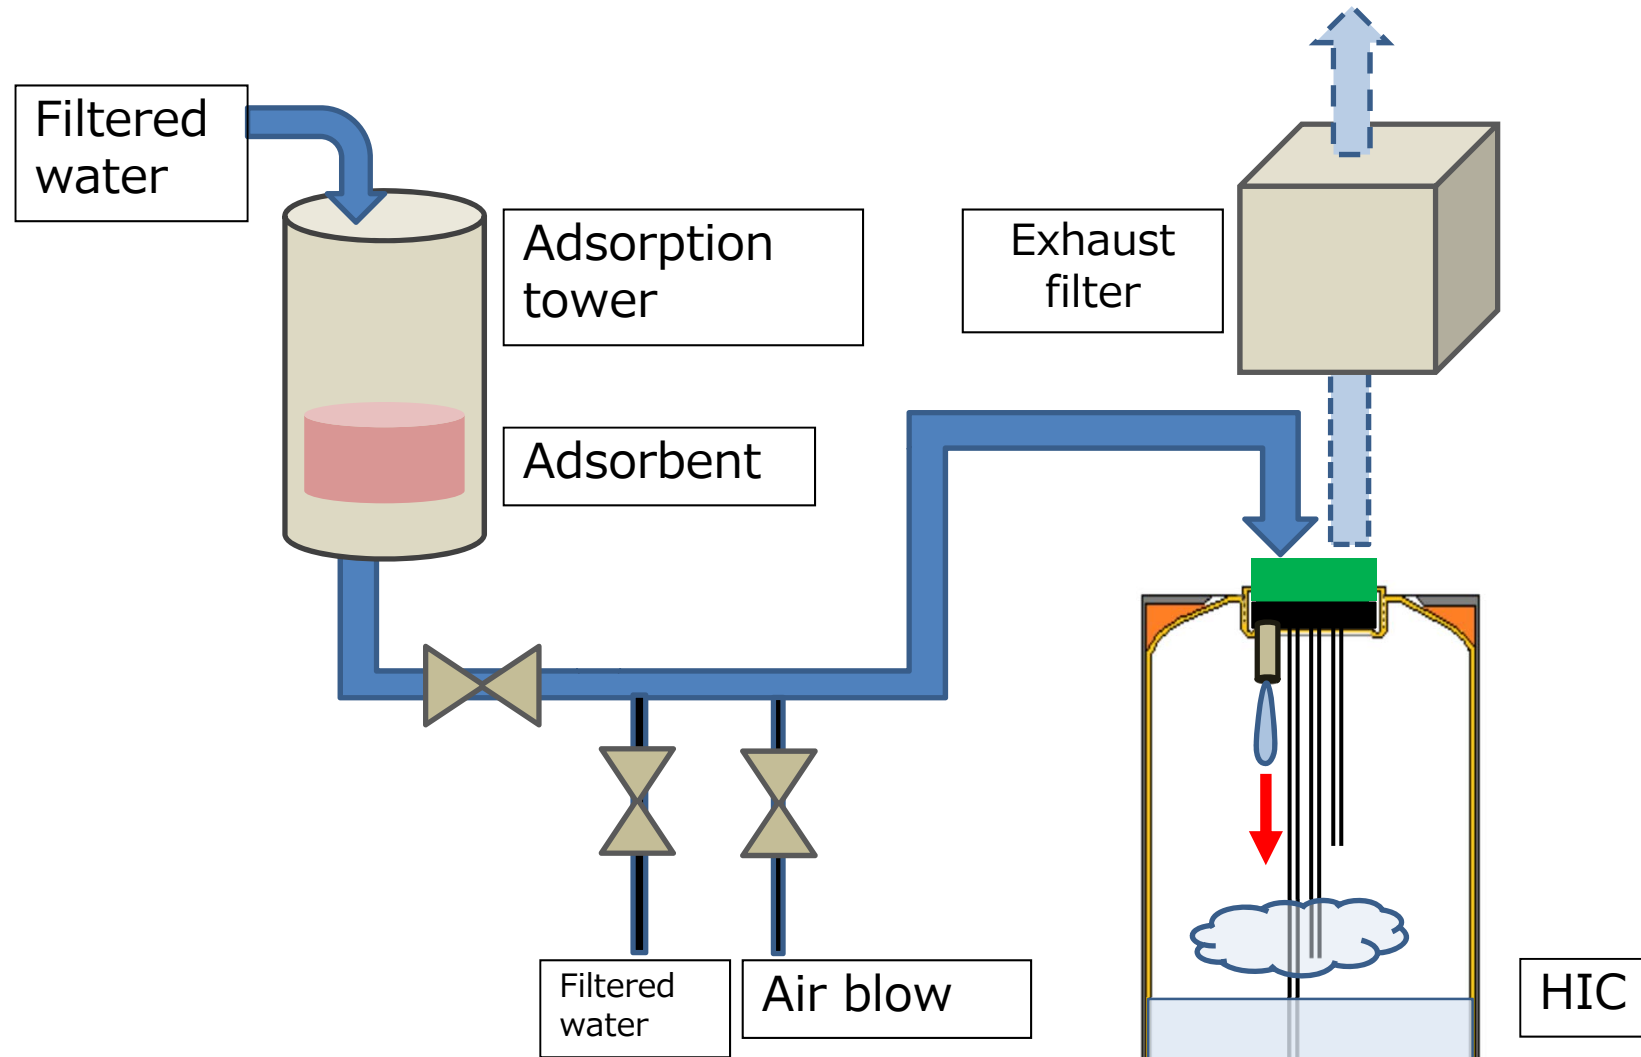 Filtered
water
Adsorption
tower
Exhaust
filter
Adsorbent
Filtered
water
Air blow
HIC